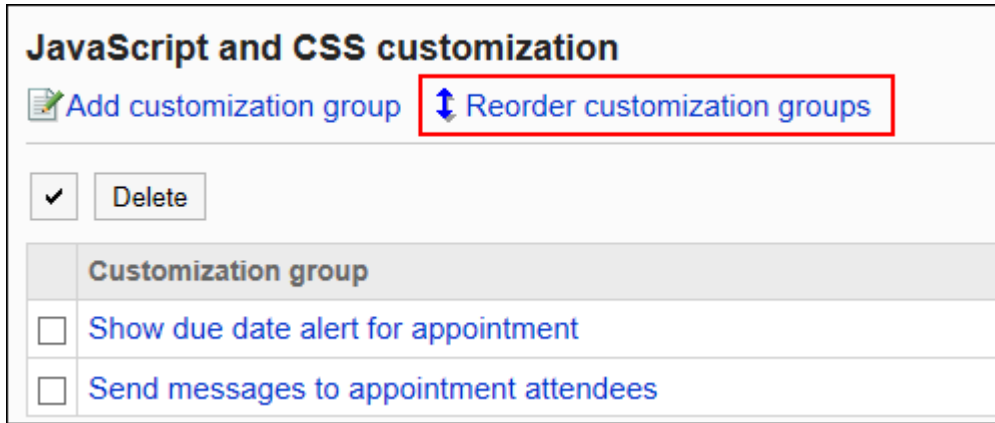 JavaScript and CSS customization
Add customization group Reorder customization groups
Delete
Customization group
Show due date alert for appointment
Send messages to appointment attendees